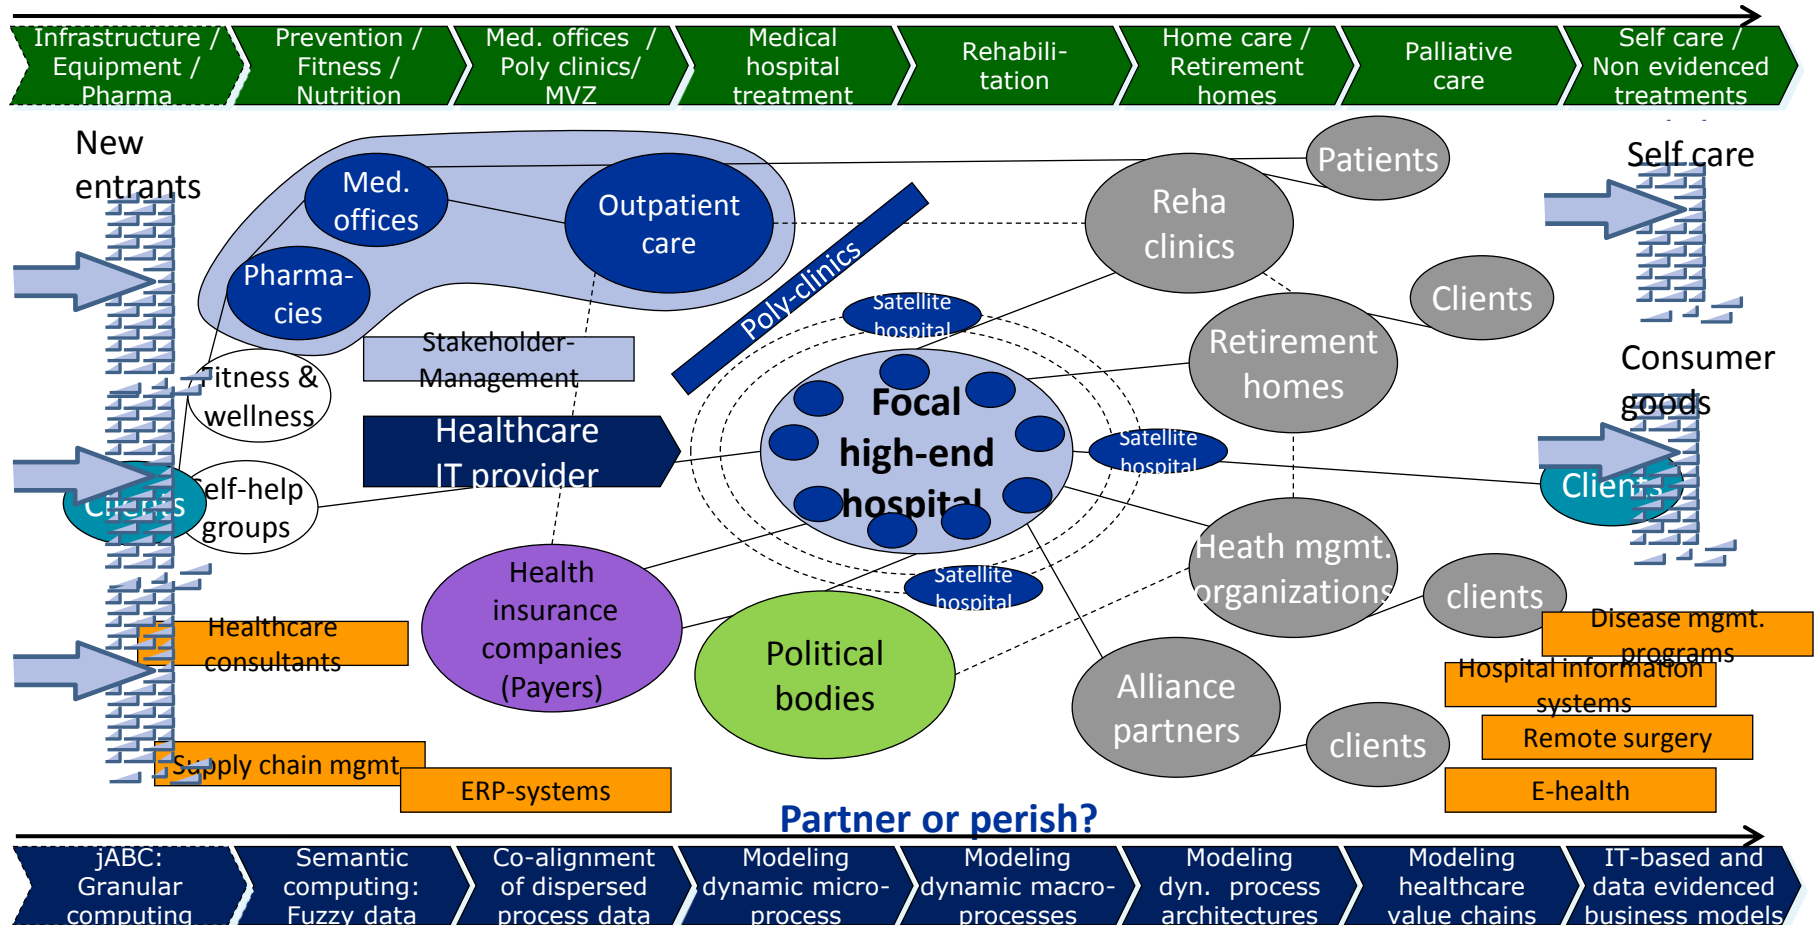 Infrastructure /
Equipment /
Pharma
Prevention /
Fitness /
Nutrition
Med. offices /
Poly clinics/
MVZ
Medical
hospital
treatment
Rehabili-
tation
Home care /
Retirement
homes
Palliative
care
Self care /
Non evidenced
treatments
New
entrants
Med.
offices
Outpatient
care
Pharma-
cies
Poly-clinics
Satellite
hospital
Reha
clinics
Patients
Self care
Clients
Retirement
homes
Consumer
goods
Stakeholder-
Management
Fitness &
wellness
Healthcare
IT provider
Focal
high-end
hospital
Satellite
hospital
Clients
Clients
Self-help
groups
Satellite
hospital
Health
insurance
companies
(Payers)
Political
bodies
Heath mgmt.
organizations
clients
Alliance
partners
clients
Healthcare
consultants
Supply chain mgmt
ERP-systems
Disease mgmt.
programs
Hospital information
systems
Remote surgery
E-health
Partner or perish?
jABC:
Granular
computing
Semantic
computing:
Fuzzy data
Co-alignment
of dispersed
process data
Modeling
dynamic micro-
process
Modeling
dynamic macro-
processes
Modeling
dyn. process
architectures
Modeling
healthcare
value chains
IT-based and
data evidenced
business models